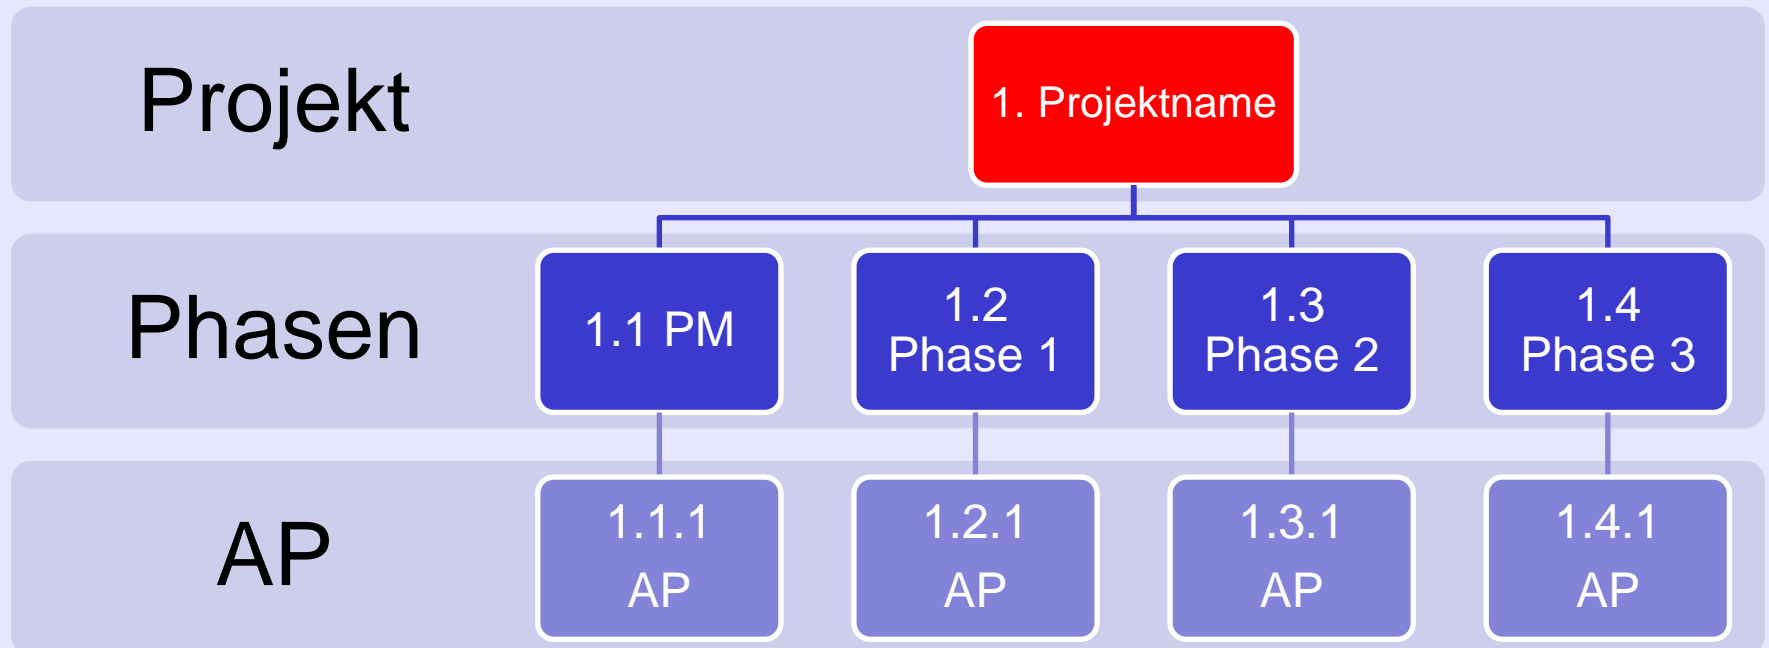 Projekt
1. Projektname
Phasen
1.1 PM
1.2
Phase 1
1.3
Phase 2
1.4
Phase 3
AP
1.1.1
AP
1.2.1
AP
1.3.1
AP
1.4.1
AP